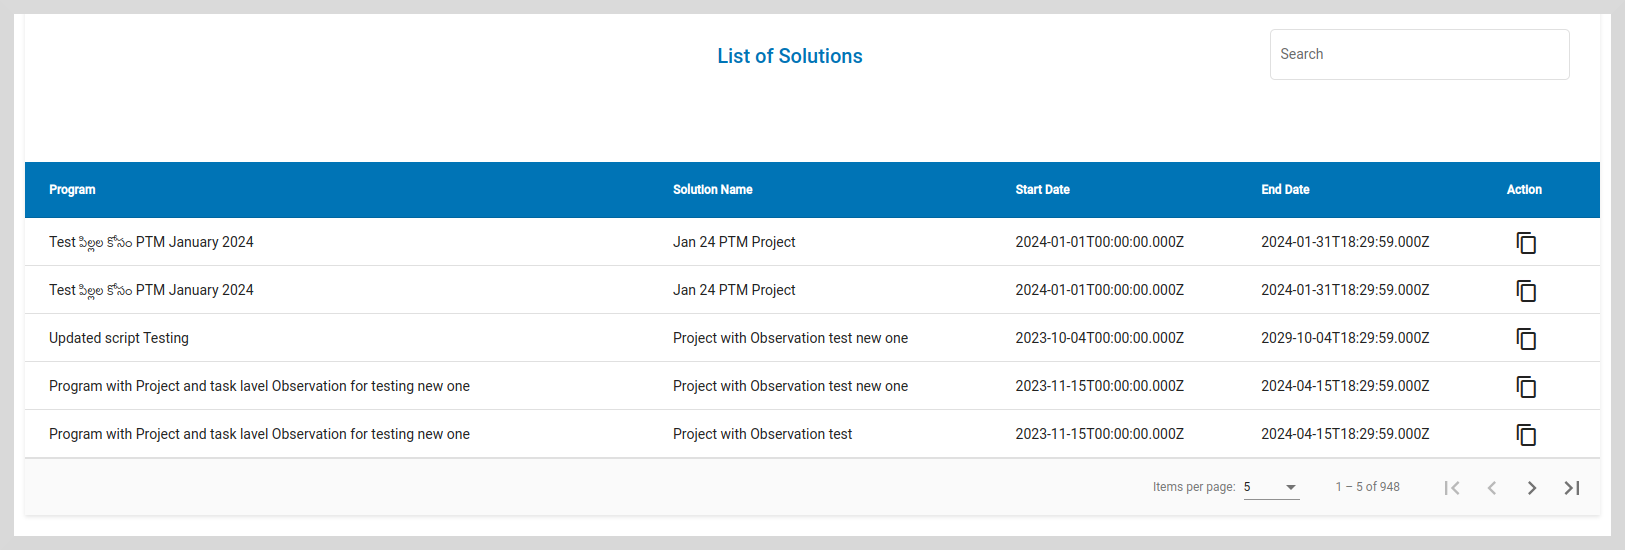 List of Solutions
Search
Program Solution Name Start Date End Date Action
Test పిల్లల కోసం PTM January 2024 Jan 24 PTM Project 2024-01-01T00:00:00.000Z 2024-01-31T18:29:59.000Z
Test పిల్లల కోసం PTM January 2024 Jan 24 PTM Project 2024-01-01T00:00:00.000Z 2024-01-31T18:29:59.000Z
Updated script Testing Project with Observation test new one 2023-10-04T00:00:00.000Z 2029-10-04T18:29:59.000Z
Program with Project and task lavel Observation for testing new one Project with Observation test new one 2023-11-15T00:00:00.000Z 2024-04-15T18:29:59.000Z
Program with Project and task lavel Observation for testing new one Project with Observation test 2023-11-15T00:00:00.000Z 2024-04-15T18:29:59.000Z
Items per page: 5 1 – 5 of 948